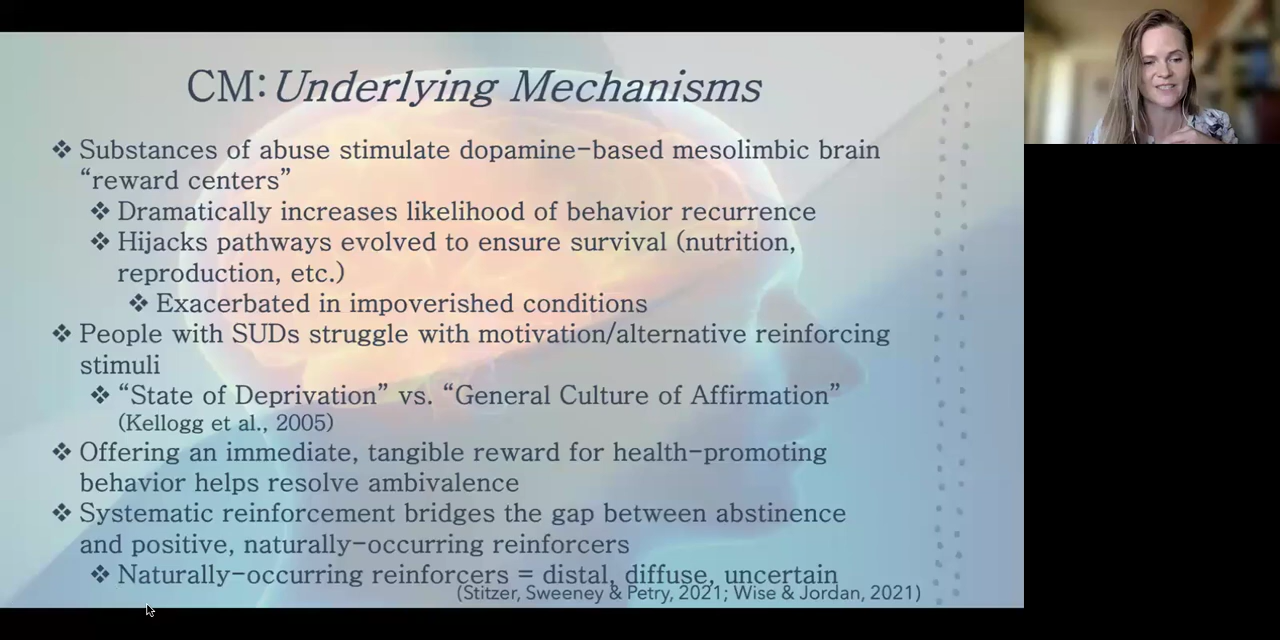 CM: Underlying Mechanisms
❖ Substances of abuse stimulate dopamine-based mesolimbic brain
“reward centers”
❖ Dramatically increases likelihood of behavior recurrence
❖ Hijacks pathways evolved to ensure survival (nutrition,
reproduction, etc.)
❖ Exacerbated in impoverished conditions
❖ People with SUDs struggle with motivation/alternative reinforcing
stimuli
❖ “State of Deprivation” vs. “General Culture of Affirmation”
(Kellogg et al., 2005)
❖ Offering an immediate, tangible reward for health-promoting
behavior helps resolve ambivalence
❖ Systematic reinforcement bridges the gap between abstinence
and positive, naturally-occurring reinforcers
❖ Naturally-occurring reinforcers = distal, diffuse, uncertain
(Stitzer, Sweeney & Petry, 2021; Wise & Jordan, 2021)